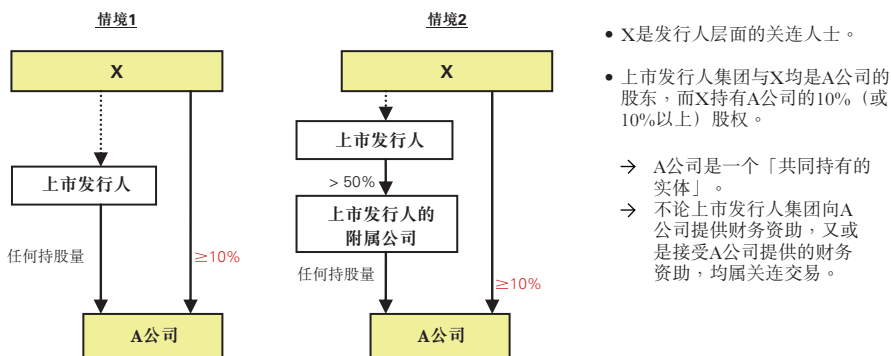 情境1
X
上市发行人
任何持股量
≥10%
A公司
情境2
X
上市发行人
> 50%
上市发行人的
附属公司
任何持股量
≥10%
A公司
• X是发行人层面的关连人士。
• 上市发行人集团与X均是A公司的
股东，而X持有A公司的10%（或
10%以上）股权。
→ A公司是一个「共同持有的
实体」。
→ 不论上市发行人集团向A
公司提供财务资助，又或
是接受A公司提供的财务
资助，均属关连交易。